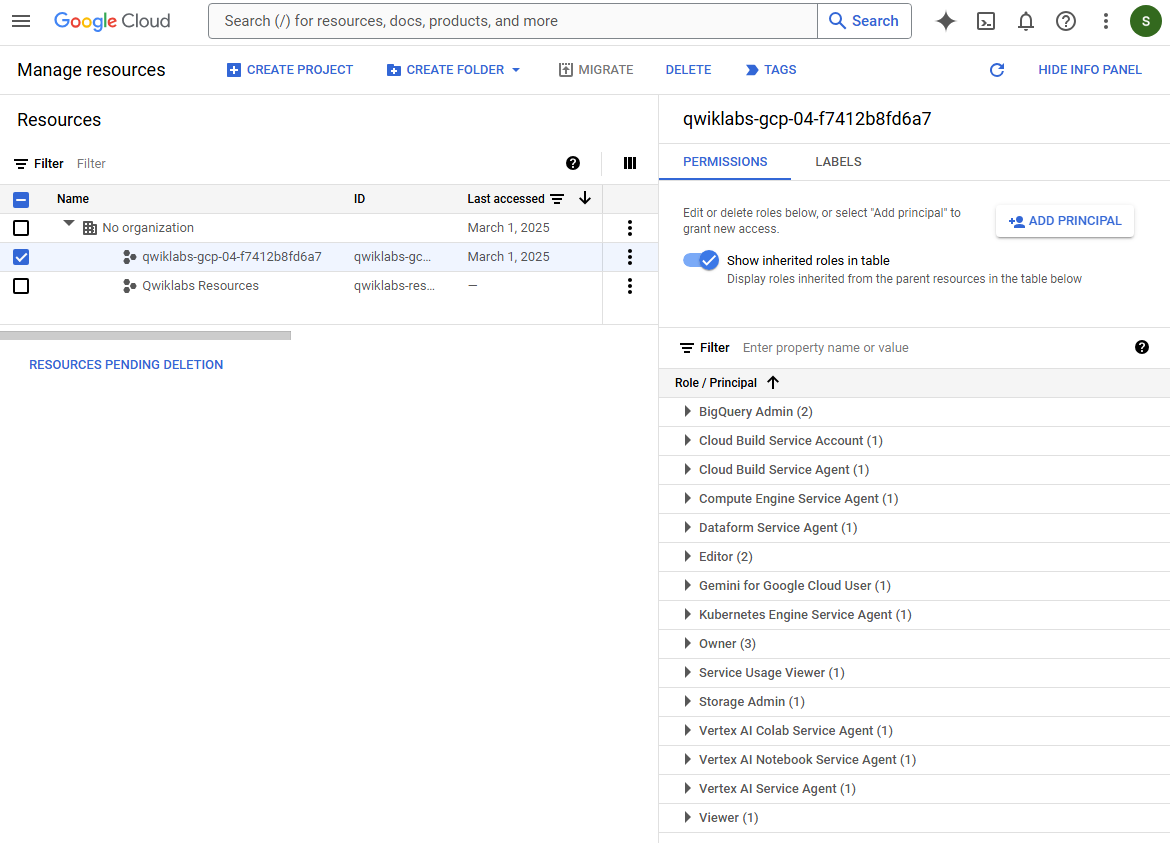 Google Cloud
Search (/) for resources, docs, products, and more
Search
S
Manage resources
CREATE PROJECT
CREATE FOLDER
MIGRATE
DELETE
TAGS
HIDE INFO PANEL
Resources
Filter Filter
Name ID Last accessed
No organization March 1, 2025
qwiklabs-gcp-04-f7412b8fd6a7 qwiklabs-gc... March 1, 2025
Qwiklabs Resources qwiklabs-res... —
RESOURCES PENDING DELETION
qwiklabs-gcp-04-f7412b8fd6a7
PERMISSIONS LABELS
Edit or delete roles below, or select "Add principal" to
grant new access.
ADD PRINCIPAL
Show inherited roles in table
Display roles inherited from the parent resources in the table below
Filter Enter property name or value
Role / Principal
BigQuery Admin (2)
Cloud Build Service Account (1)
Cloud Build Service Agent (1)
Compute Engine Service Agent (1)
Dataform Service Agent (1)
Editor (2)
Gemini for Google Cloud User (1)
Kubernetes Engine Service Agent (1)
Owner (3)
Service Usage Viewer (1)
Storage Admin (1)
Vertex AI Colab Service Agent (1)
Vertex AI Notebook Service Agent (1)
Vertex AI Service Agent (1)
Viewer (1)